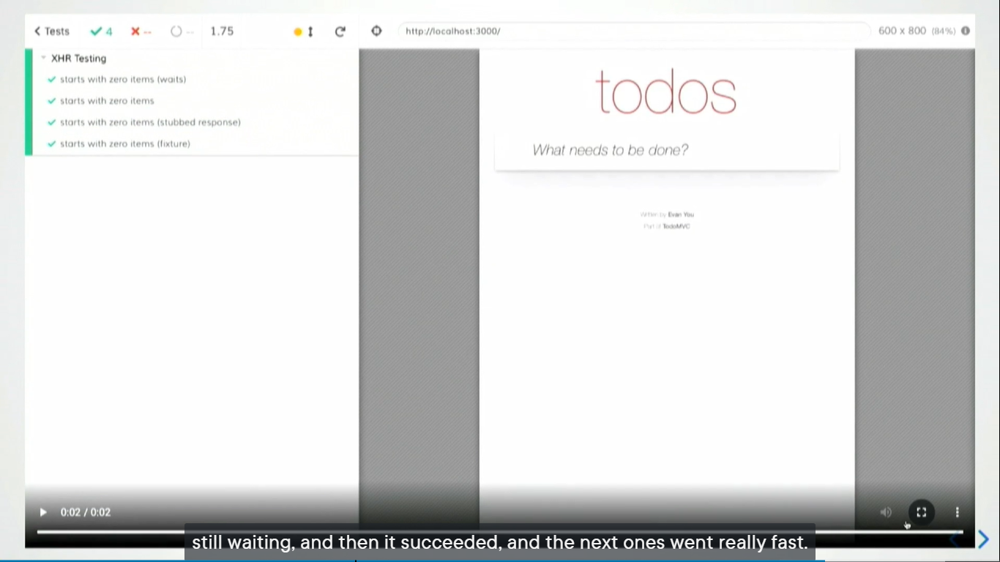 Tests 4 -- -- 1.75 http://localhost:3000/ 600 x 800 (84%)
XHR Testing
starts with zero items (waits)
starts with zero items
starts with zero items (stubbed response)
starts with zero items (fixture)
todos
What needs to be done?
Written by Evan You
Part of TodoMVC
0:02 / 0:02
still waiting, and then it succeeded, and the next ones went really fast.